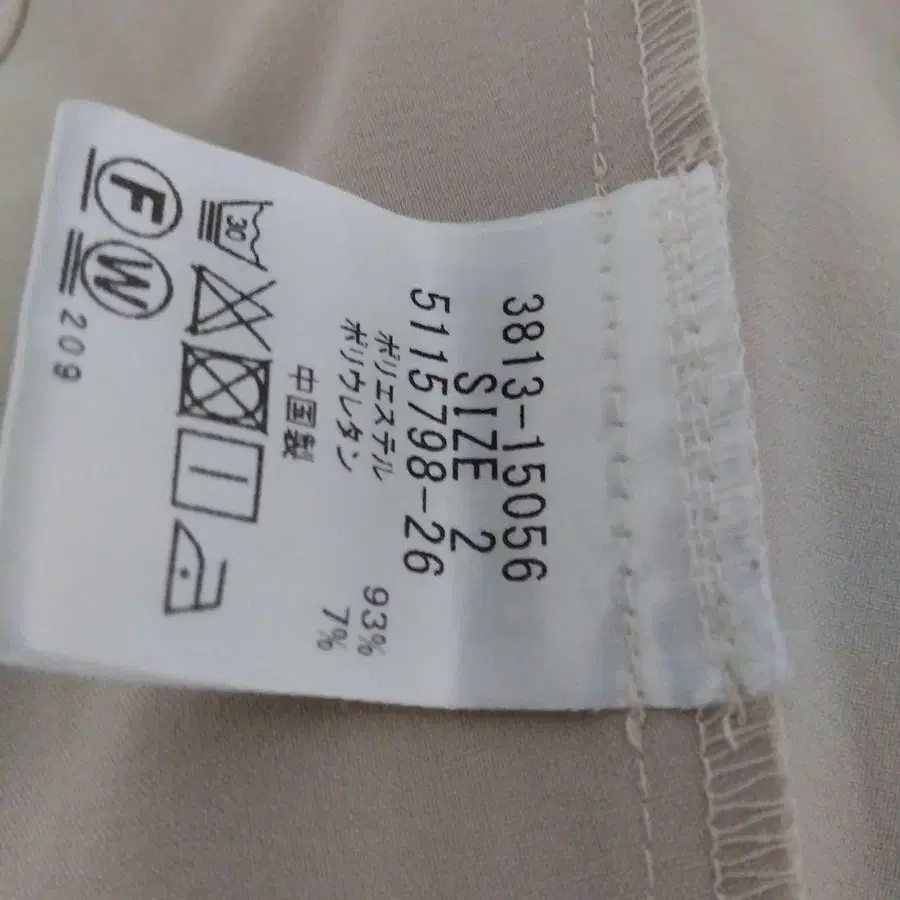 3813-15056
SIZE 2
5115798-26
ポリエステル 93%
ポリウレタン 7%
中国製
30
F W
209